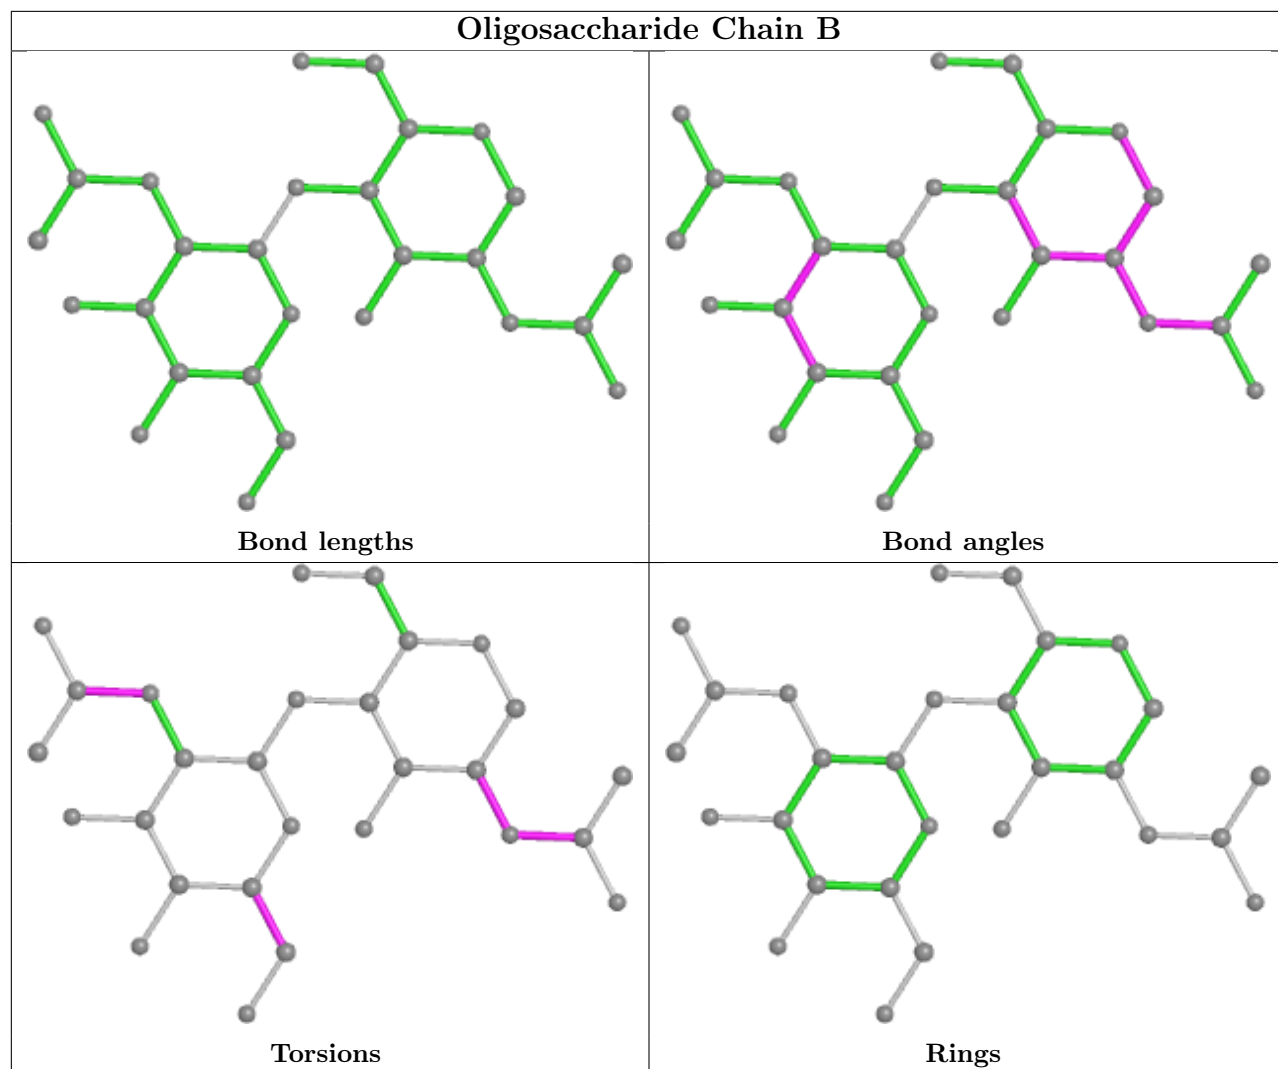 Oligosaccharide Chain B
Bond lengths
Bond angles
Torsions
Rings